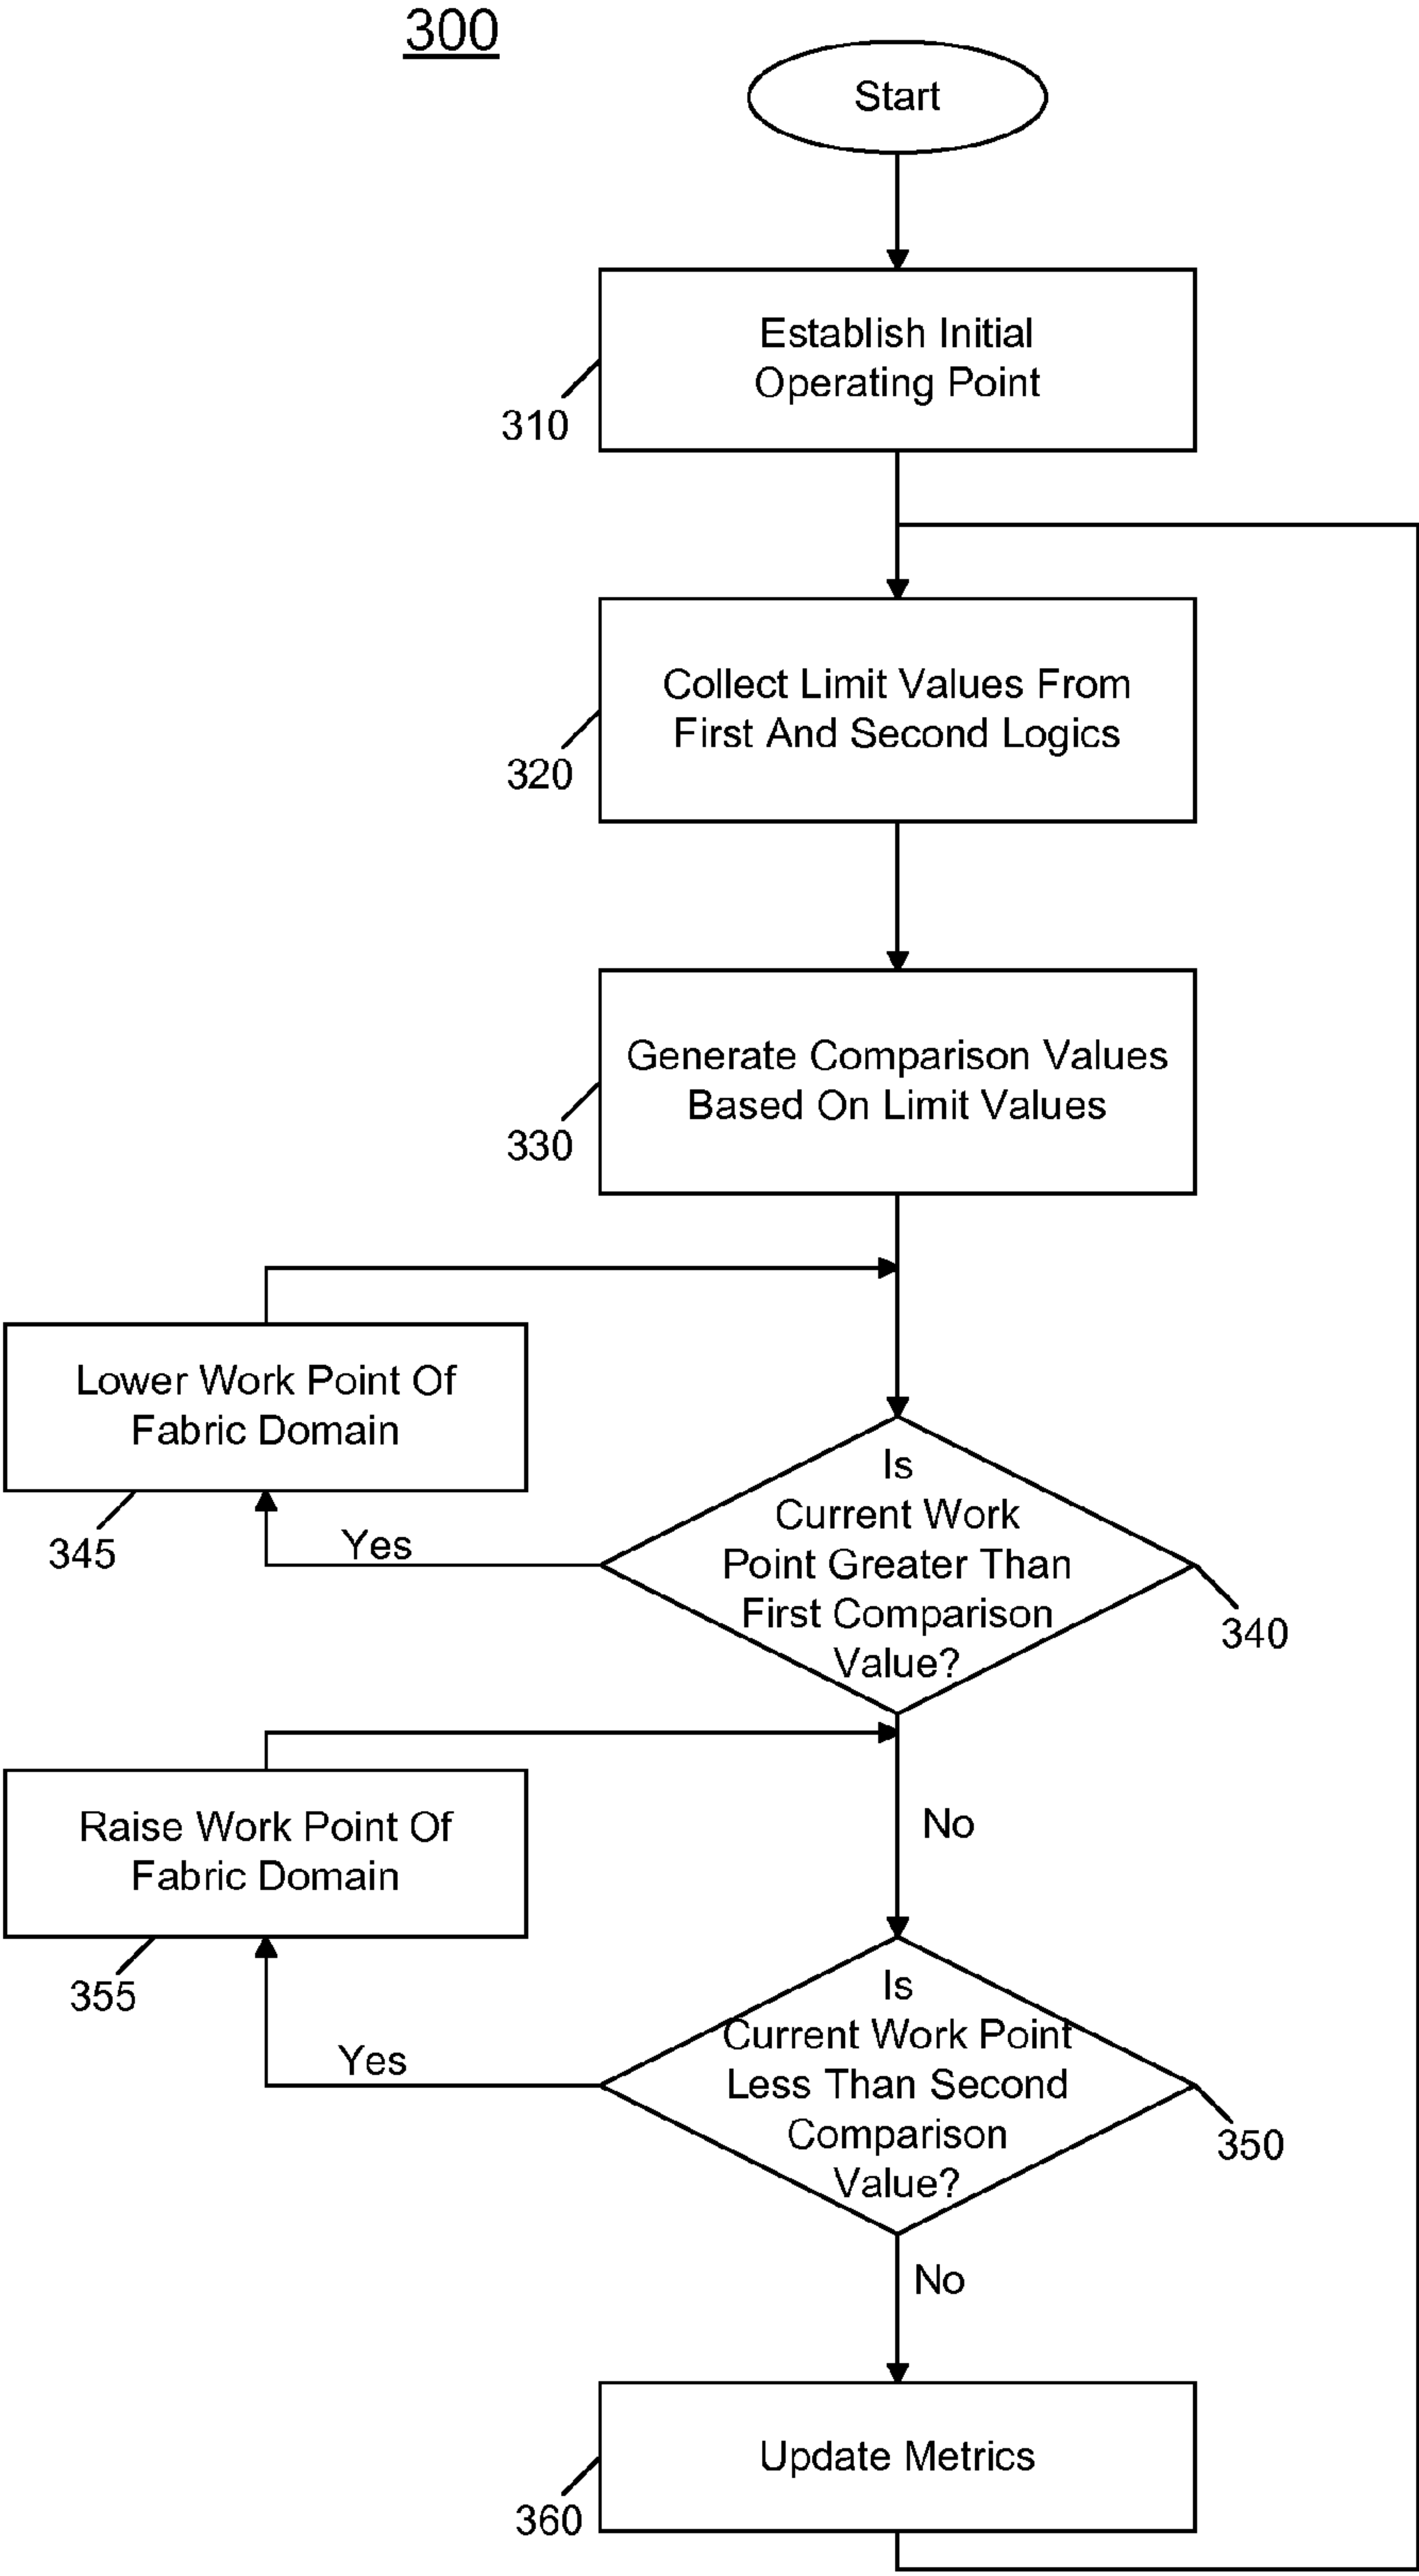 300
Start
Establish Initial
Operating Point
310
Collect Limit Values From
First And Second Logics
320
Generate Comparison Values
Based On Limit Values
330
Lower Work Point Of
Fabric Domain
345
Yes
Is
Current Work
Point Greater Than
First Comparison
Value?
340
Raise Work Point Of
Fabric Domain
355
No
Yes
Is
Current Work Point
Less Than Second
Comparison
Value?
350
No
Update Metrics
360